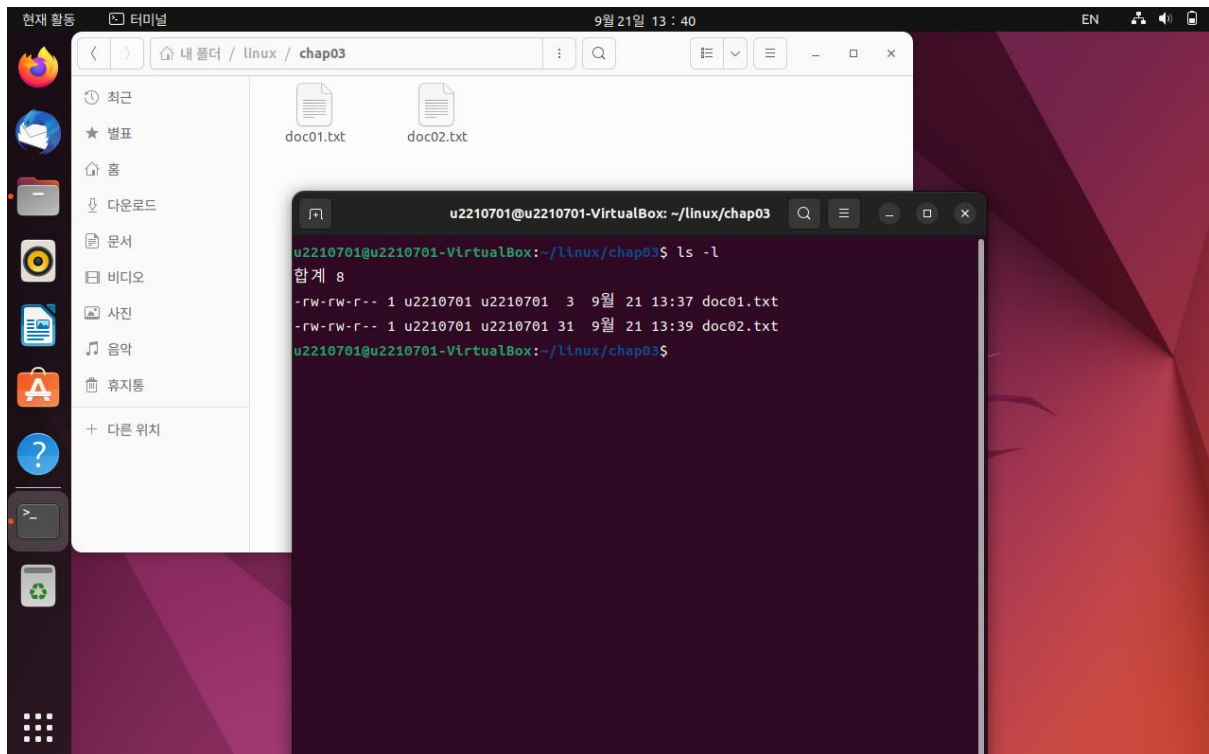 현재 활동
터미널
9월 21일 13 : 40
EN
내 폴더 / linux / chap03
최근
별표
홈
다운로드
문서
비디오
사진
음악
휴지통
+ 다른 위치
doc01.txt
doc02.txt
u2210701@u2210701-VirtualBox: ~/linux/chap03
u2210701@u2210701-VirtualBox:~/linux/chap03$ ls -l
합계 8
-rw-rw-r-- 1 u2210701 u2210701  3  9월 21 13:37 doc01.txt
-rw-rw-r-- 1 u2210701 u2210701 31  9월 21 13:39 doc02.txt
u2210701@u2210701-VirtualBox:~/linux/chap03$